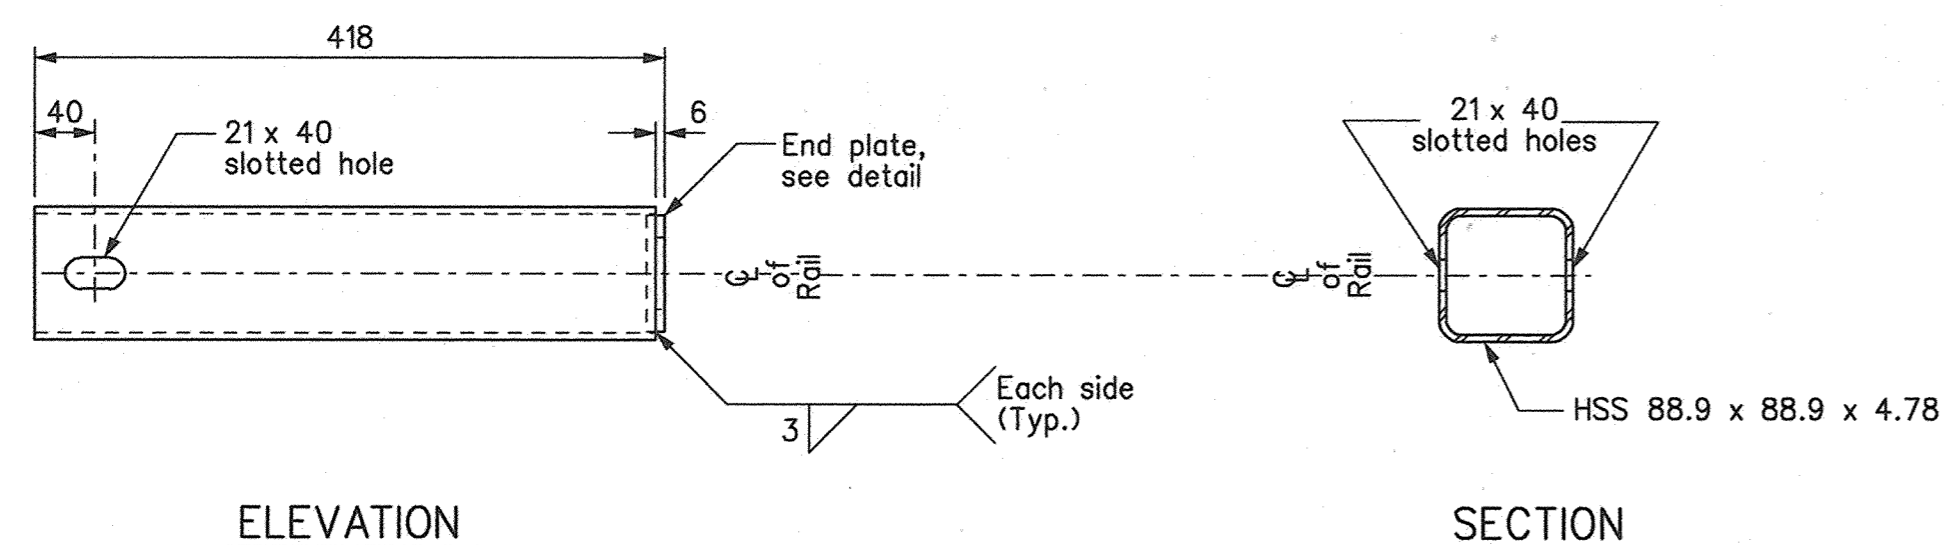 418
40
21 x 40
slotted hole
6
End plate,
see detail
℄
of
Rail
Each side
(Typ.)
3
ELEVATION
21 x 40
slotted holes
℄
of
Rail
HSS 88.9 x 88.9 x 4.78
SECTION